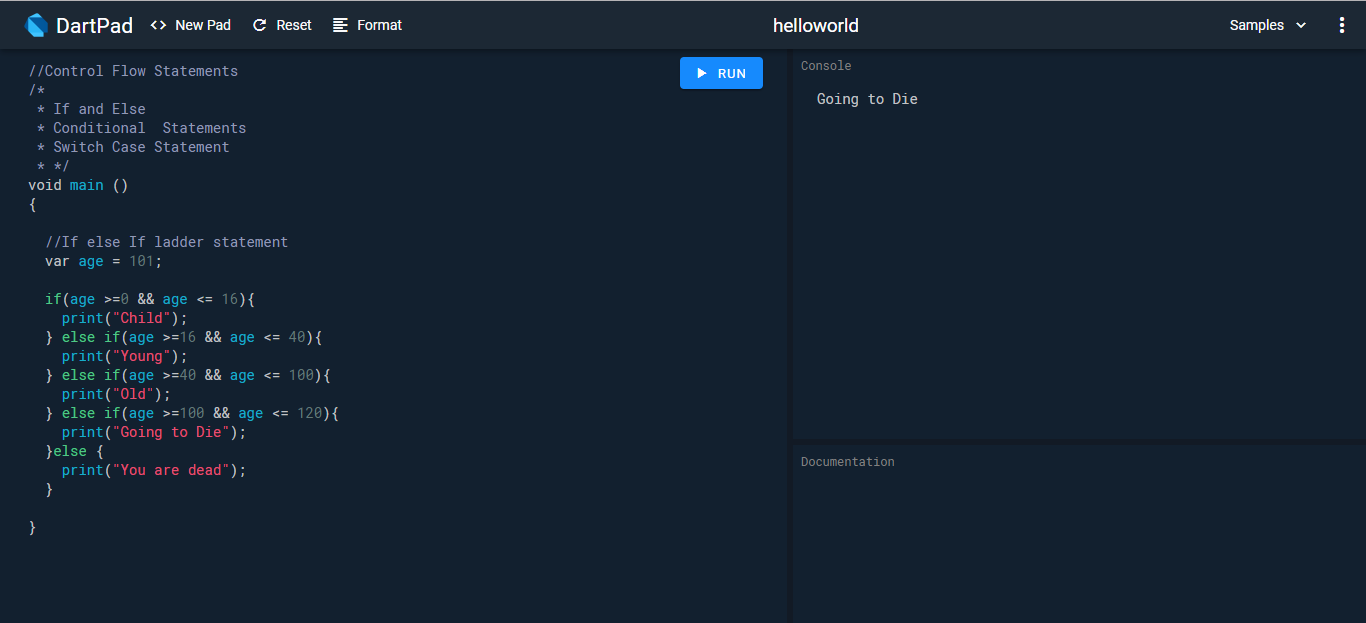 DartPad <> New Pad Reset Format helloworld Samples
//Control Flow Statements
/*
 * If and Else
 * Conditional  Statements
 * Switch Case Statement
 * */
void main ()
{

  //If else If ladder statement
  var age = 101;

  if(age >=0 && age <= 16){
    print("Child");
  } else if(age >=16 && age <= 40){
    print("Young");
  } else if(age >=40 && age <= 100){
    print("Old");
  } else if(age >=100 && age <= 120){
    print("Going to Die");
  }else {
    print("You are dead");
  }

}
RUN
Console
Going to Die
Documentation